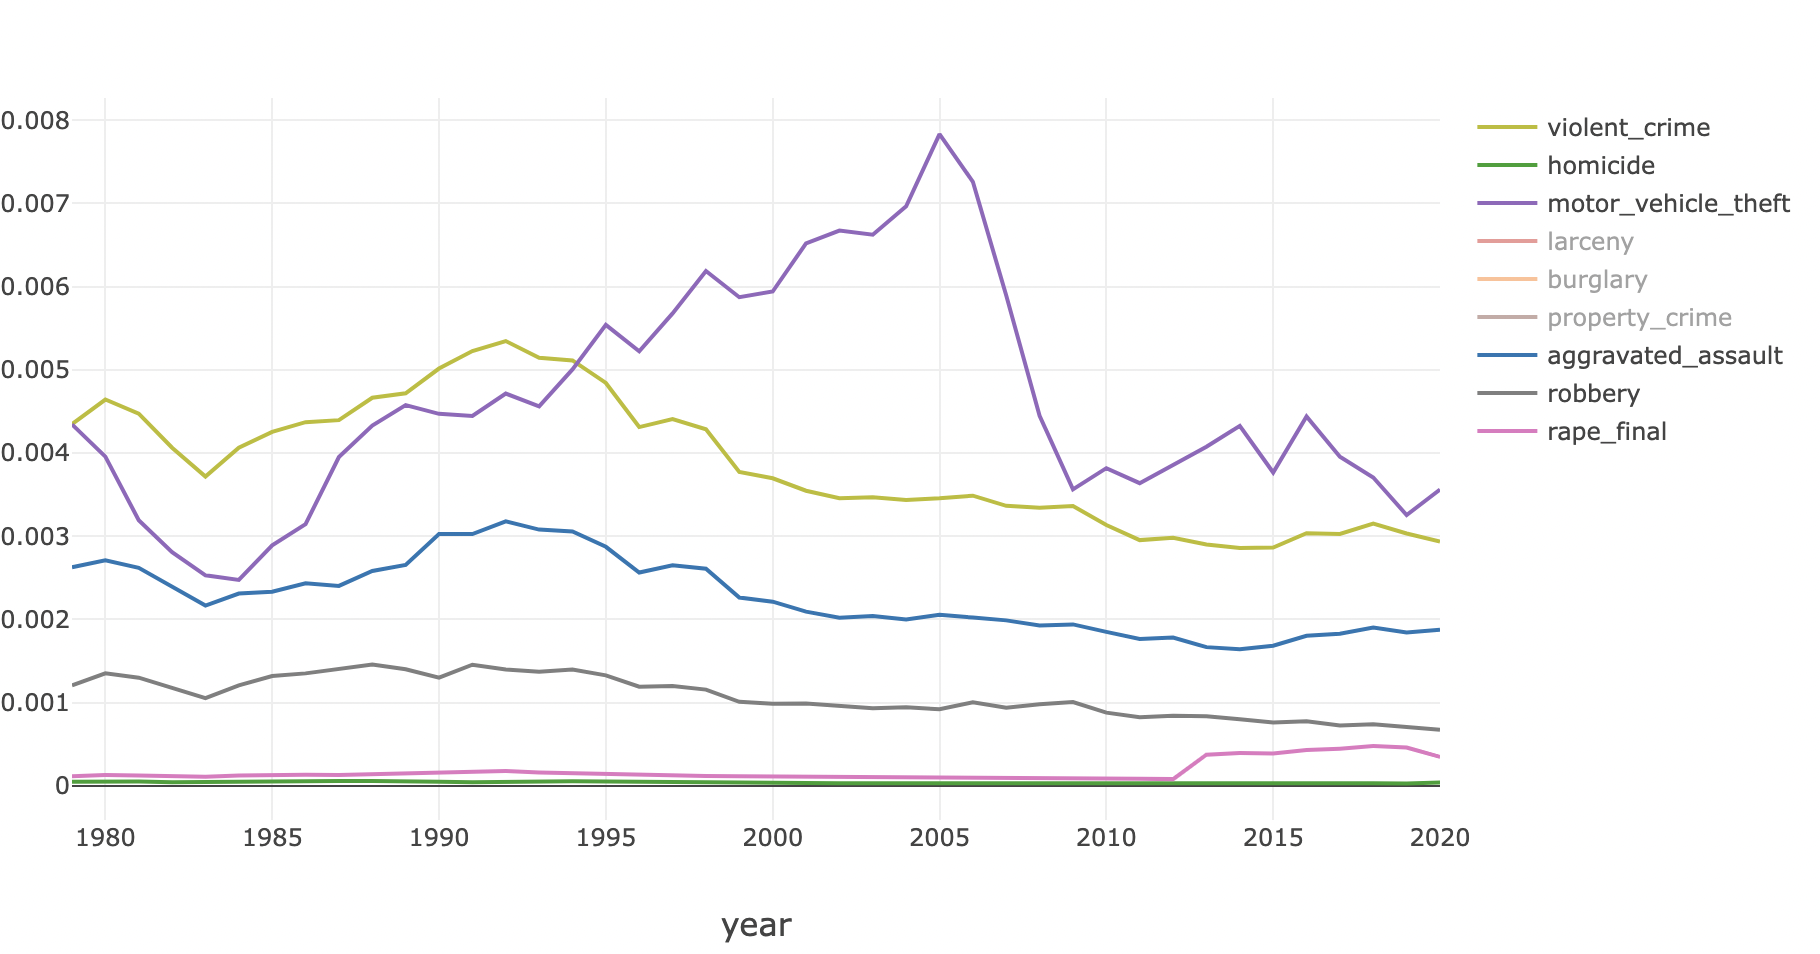 0.008
0.007
0.006
0.005
0.004
0.003
0.002
0.001
0
1980 1985 1990 1995 2000 2005 2010 2015 2020
year
violent_crime
homicide
motor_vehicle_theft
larceny
burglary
property_crime
aggravated_assault
robbery
rape_final